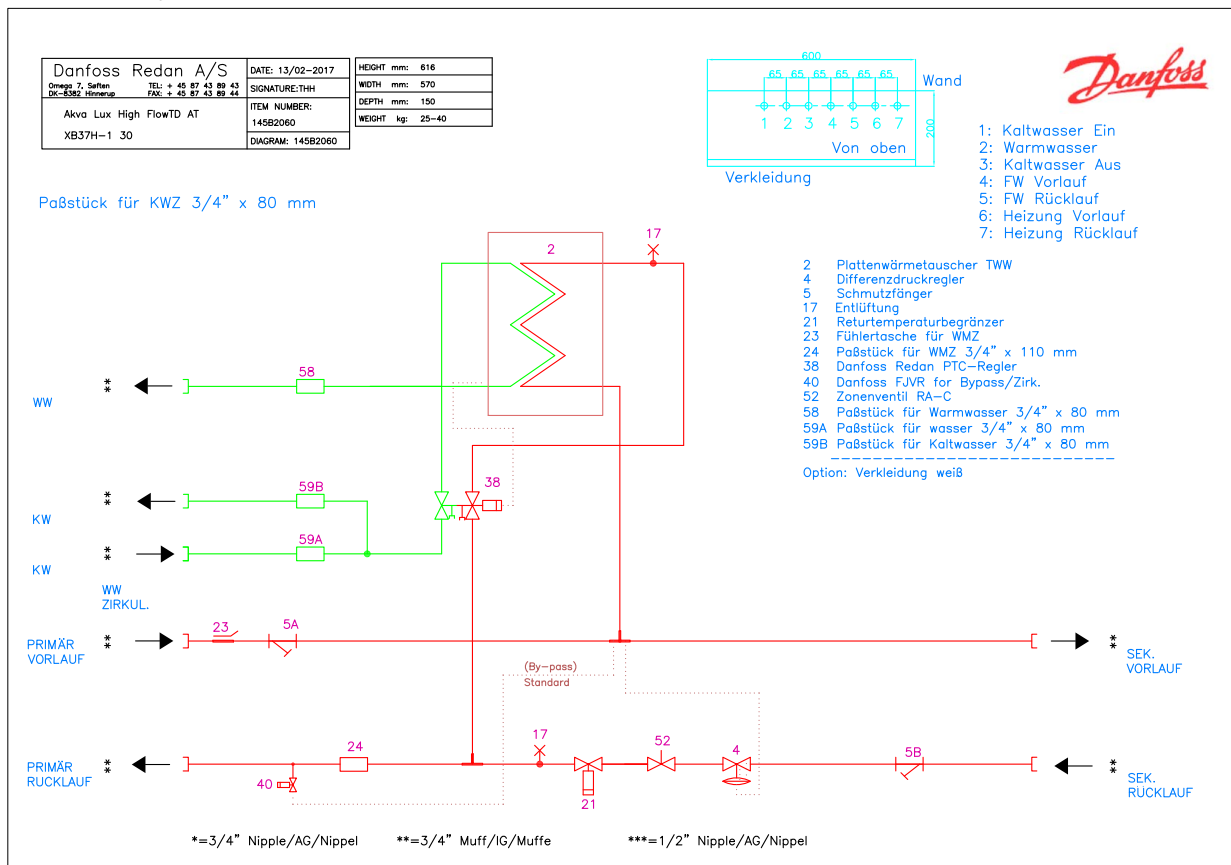 Danfoss Redan A/S
Omega 7, Søften
DK-8382 Hinnerup
TEL: + 45 87 43 89 43
FAX: + 45 87 43 89 44
Akva Lux High FlowTD AT
XB37H-1 30
DATE: 13/02-2017
SIGNATURE:THH
ITEM NUMBER:
145B2060
DIAGRAM: 145B2060
HEIGHT mm: 616
WIDTH mm: 570
DEPTH mm: 150
WEIGHT kg: 25-40
600
65 65 65 65 65 65
Wand
1 2 3 4 5 6 7
Von oben
200
Verkleidung
Danfoss
1: Kaltwasser Ein
2: Warmwasser
3: Kaltwasser Aus
4: FW Vorlauf
5: FW Rücklauf
6: Heizung Vorlauf
7: Heizung Rücklauf
Paßstück für KWZ 3/4" x 80 mm
2 Plattenwärmetauscher TWW
4 Differenzdruckregler
5 Schmutzfänger
17 Entlüftung
21 Returtemperaturbegränzer
23 Fühlertasche für WMZ
24 Paßstück für WMZ 3/4" x 110 mm
38 Danfoss Redan PTC-Regler
40 Danfoss FJVR for Bypass/Zirk.
52 Zonenventil RA-C
58 Paßstück für Warmwasser 3/4" x 80 mm
59A Paßstück für wasser 3/4" x 80 mm
59B Paßstück für Kaltwasser 3/4" x 80 mm
Option: Verkleidung weiß
2
17
58
**
WW
59B
**
KW
38
59A
**
KW
WW
ZIRKUL.
23
5A
**
PRIMÄR
VORLAUF
**
SEK.
VORLAUF
(By-pass)
Standard
24
17
52
4
5B
**
PRIMÄR
RUCKLAUF
40
21
**
SEK.
RÜCKLAUF
*=3/4" Nipple/AG/Nippel
**=3/4" Muff/IG/Muffe
***=1/2" Nipple/AG/Nippel